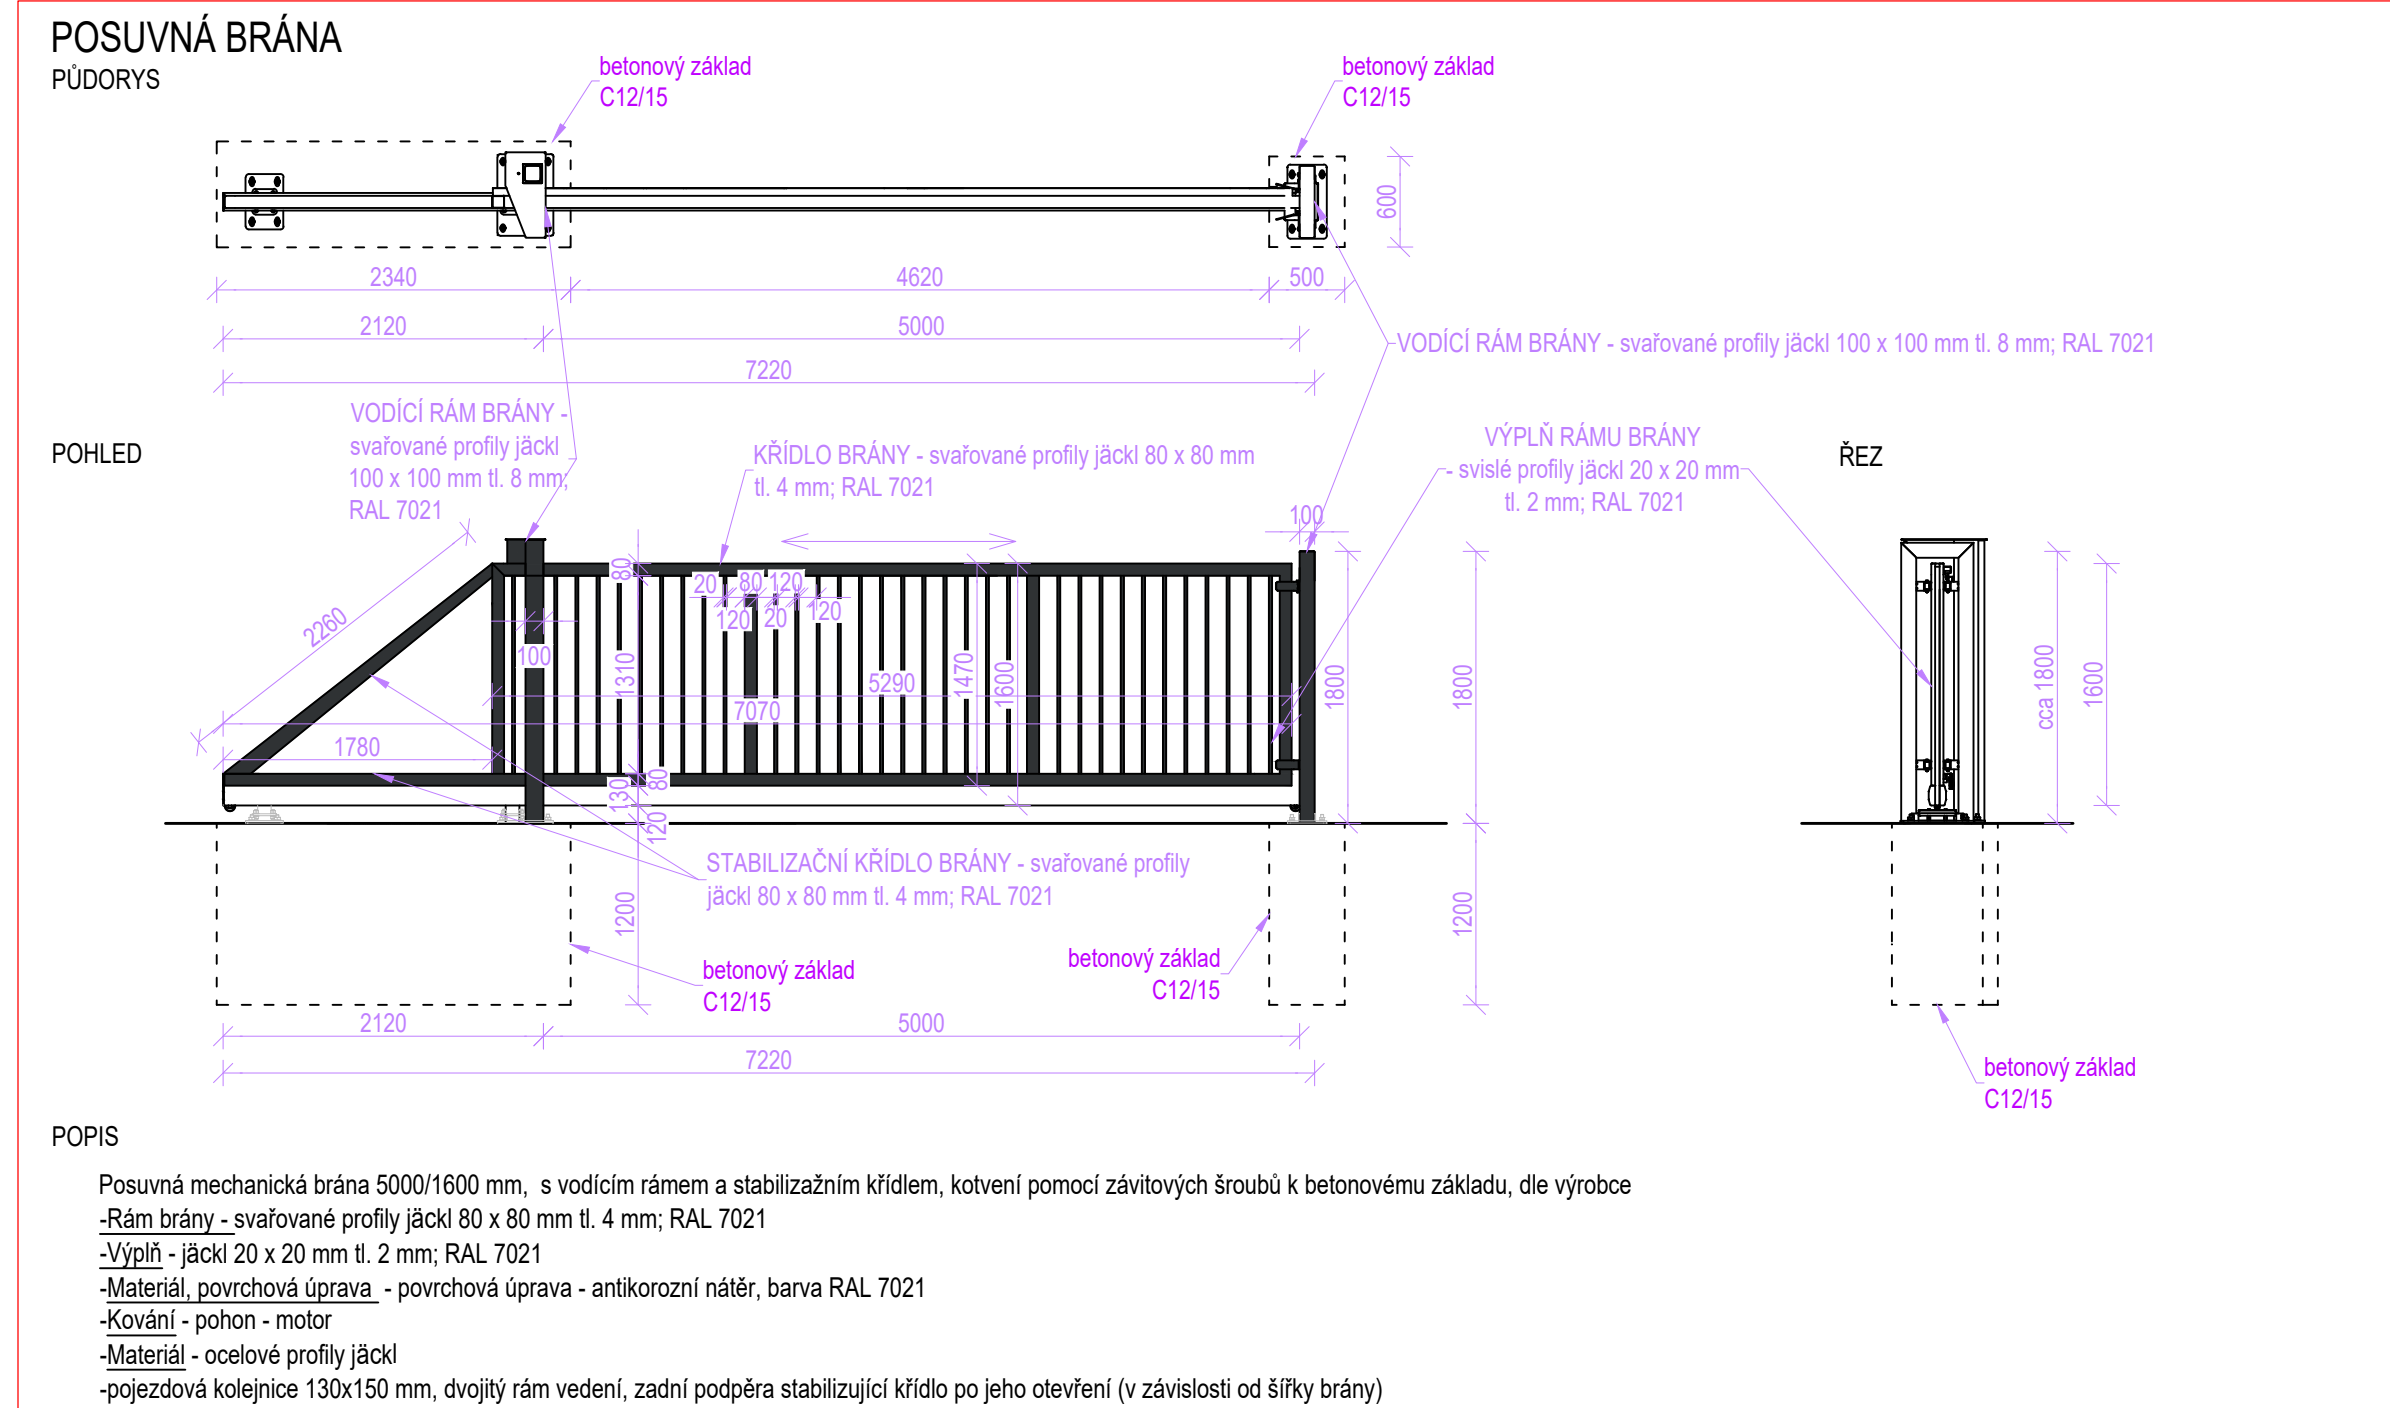 POSUVNÁ BRÁNA
PŮDORYS
betonový základ
C12/15
betonový základ
C12/15
600
2340
4620
500
2120
5000
7220
VODÍCÍ RÁM BRÁNY - svařované profily jäckl 100 x 100 mm tl. 8 mm; RAL 7021
POHLED
VODÍCÍ RÁM BRÁNY -
svařované profily jäckl
100 x 100 mm tl. 8 mm;
RAL 7021
KŘÍDLO BRÁNY - svařované profily jäckl 80 x 80 mm
tl. 4 mm; RAL 7021
VÝPLŇ RÁMU BRÁNY
- svislé profily jäckl 20 x 20 mm
tl. 2 mm; RAL 7021
ŘEZ
100
80
20
80
120
120
20
120
2260
100
1310
1470
1600
5290
7070
1780
1800
1800
cca 1800
1600
130
80
120
STABILIZAČNÍ KŘÍDLO BRÁNY - svařované profily
jäckl 80 x 80 mm tl. 4 mm; RAL 7021
1200
1200
betonový základ
C12/15
betonový základ
C12/15
2120
5000
7220
betonový základ
C12/15
POPIS
Posuvná mechanická brána 5000/1600 mm,  s vodícím rámem a stabilizažním křídlem, kotvení pomocí závitových šroubů k betonovému základu, dle výrobce
-Rám brány - svařované profily jäckl 80 x 80 mm tl. 4 mm; RAL 7021
-Výplň - jäckl 20 x 20 mm tl. 2 mm; RAL 7021
-Materiál, povrchová úprava  - povrchová úprava - antikorozní nátěr, barva RAL 7021
-Kování - pohon - motor
-Materiál - ocelové profily jäckl
-pojezdová kolejnice 130x150 mm, dvojitý rám vedení, zadní podpěra stabilizující křídlo po jeho otevření (v závislosti od šířky brány)